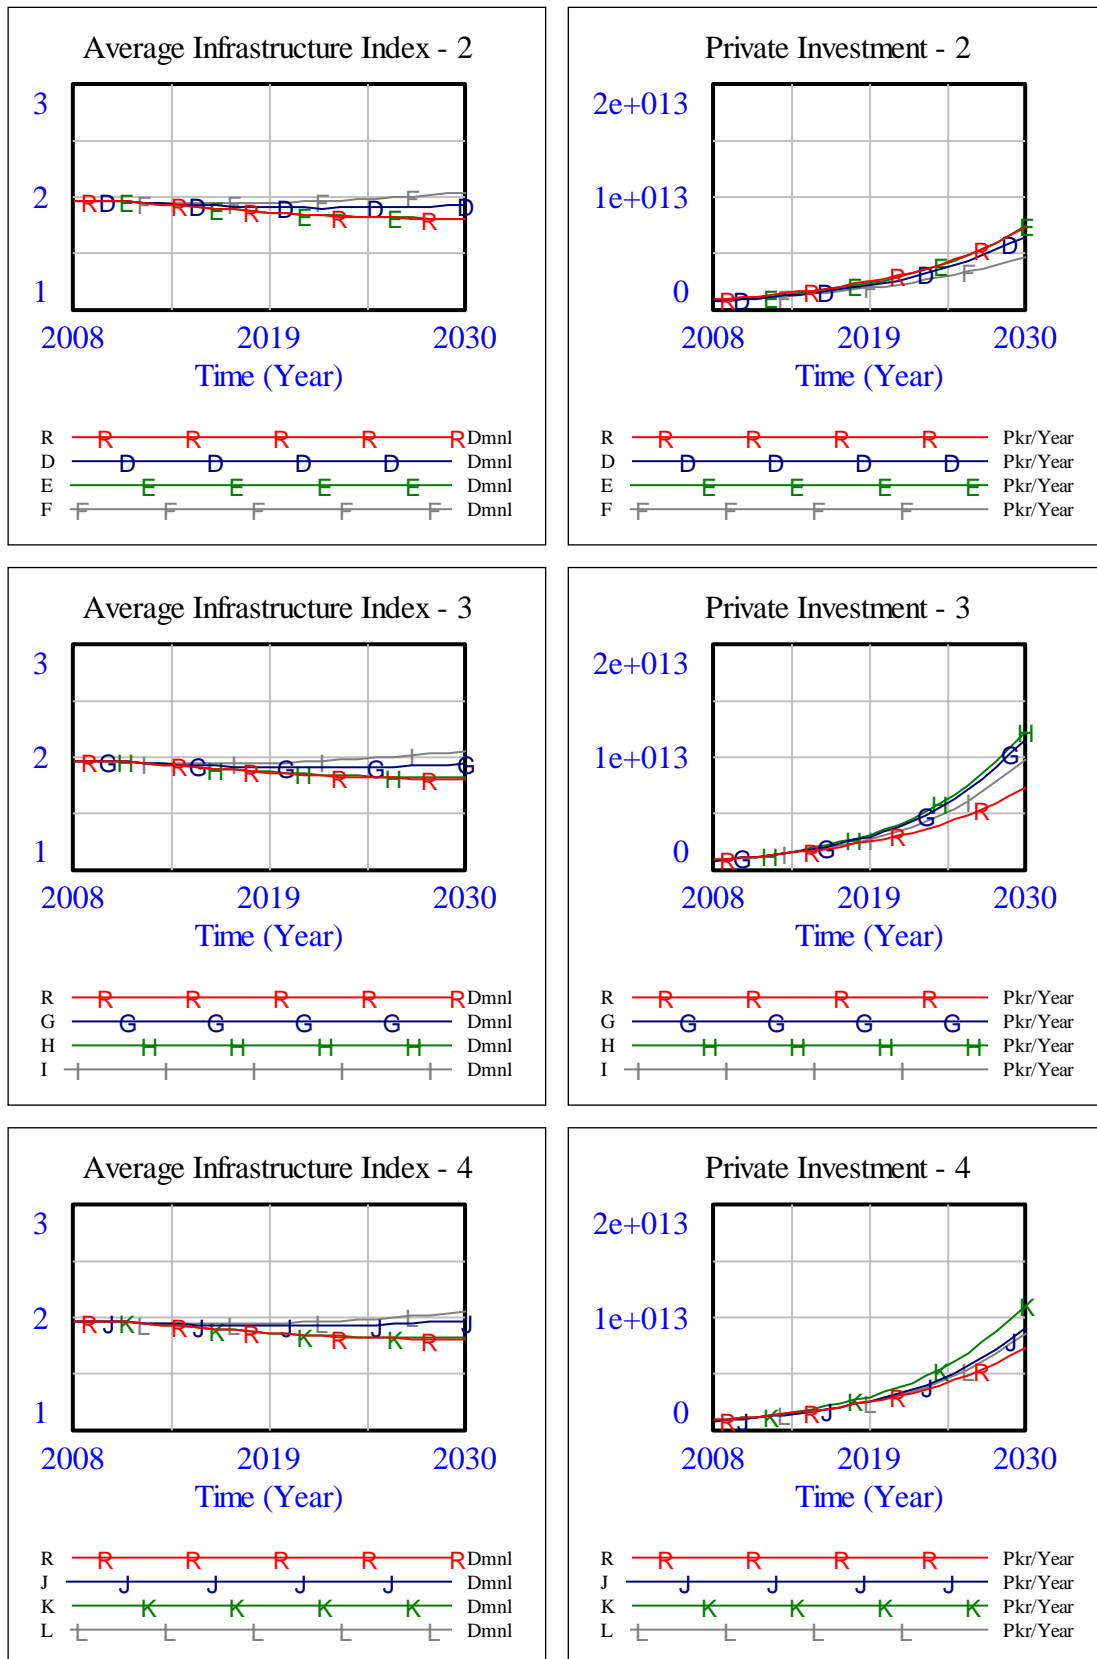 Average Infrastructure Index - 2
3
2
1
2008 2019 2030
Time (Year)
R R R R R R Dmnl
D D D D D Dmnl
E E E E E Dmnl
F F F F F F Dmnl
Private Investment - 2
2e+013
1e+013
0
2008 2019 2030
Time (Year)
R R R R R Pkr/Year
D D D D D Pkr/Year
E E E E E Pkr/Year
F F F F F Pkr/Year
Average Infrastructure Index - 3
3
2
1
2008 2019 2030
Time (Year)
R R R R R R Dmnl
G G G G G Dmnl
H H H H H Dmnl
I I I I I I Dmnl
Private Investment - 3
2e+013
1e+013
0
2008 2019 2030
Time (Year)
R R R R R Pkr/Year
G G G G G Pkr/Year
H H H H H Pkr/Year
I I I I I Pkr/Year
Average Infrastructure Index - 4
3
2
1
2008 2019 2030
Time (Year)
R R R R R R Dmnl
J J J J J Dmnl
K K K K K Dmnl
L L L L L L Dmnl
Private Investment - 4
2e+013
1e+013
0
2008 2019 2030
Time (Year)
R R R R R Pkr/Year
J J J J J Pkr/Year
K K K K K Pkr/Year
L L L L L Pkr/Year